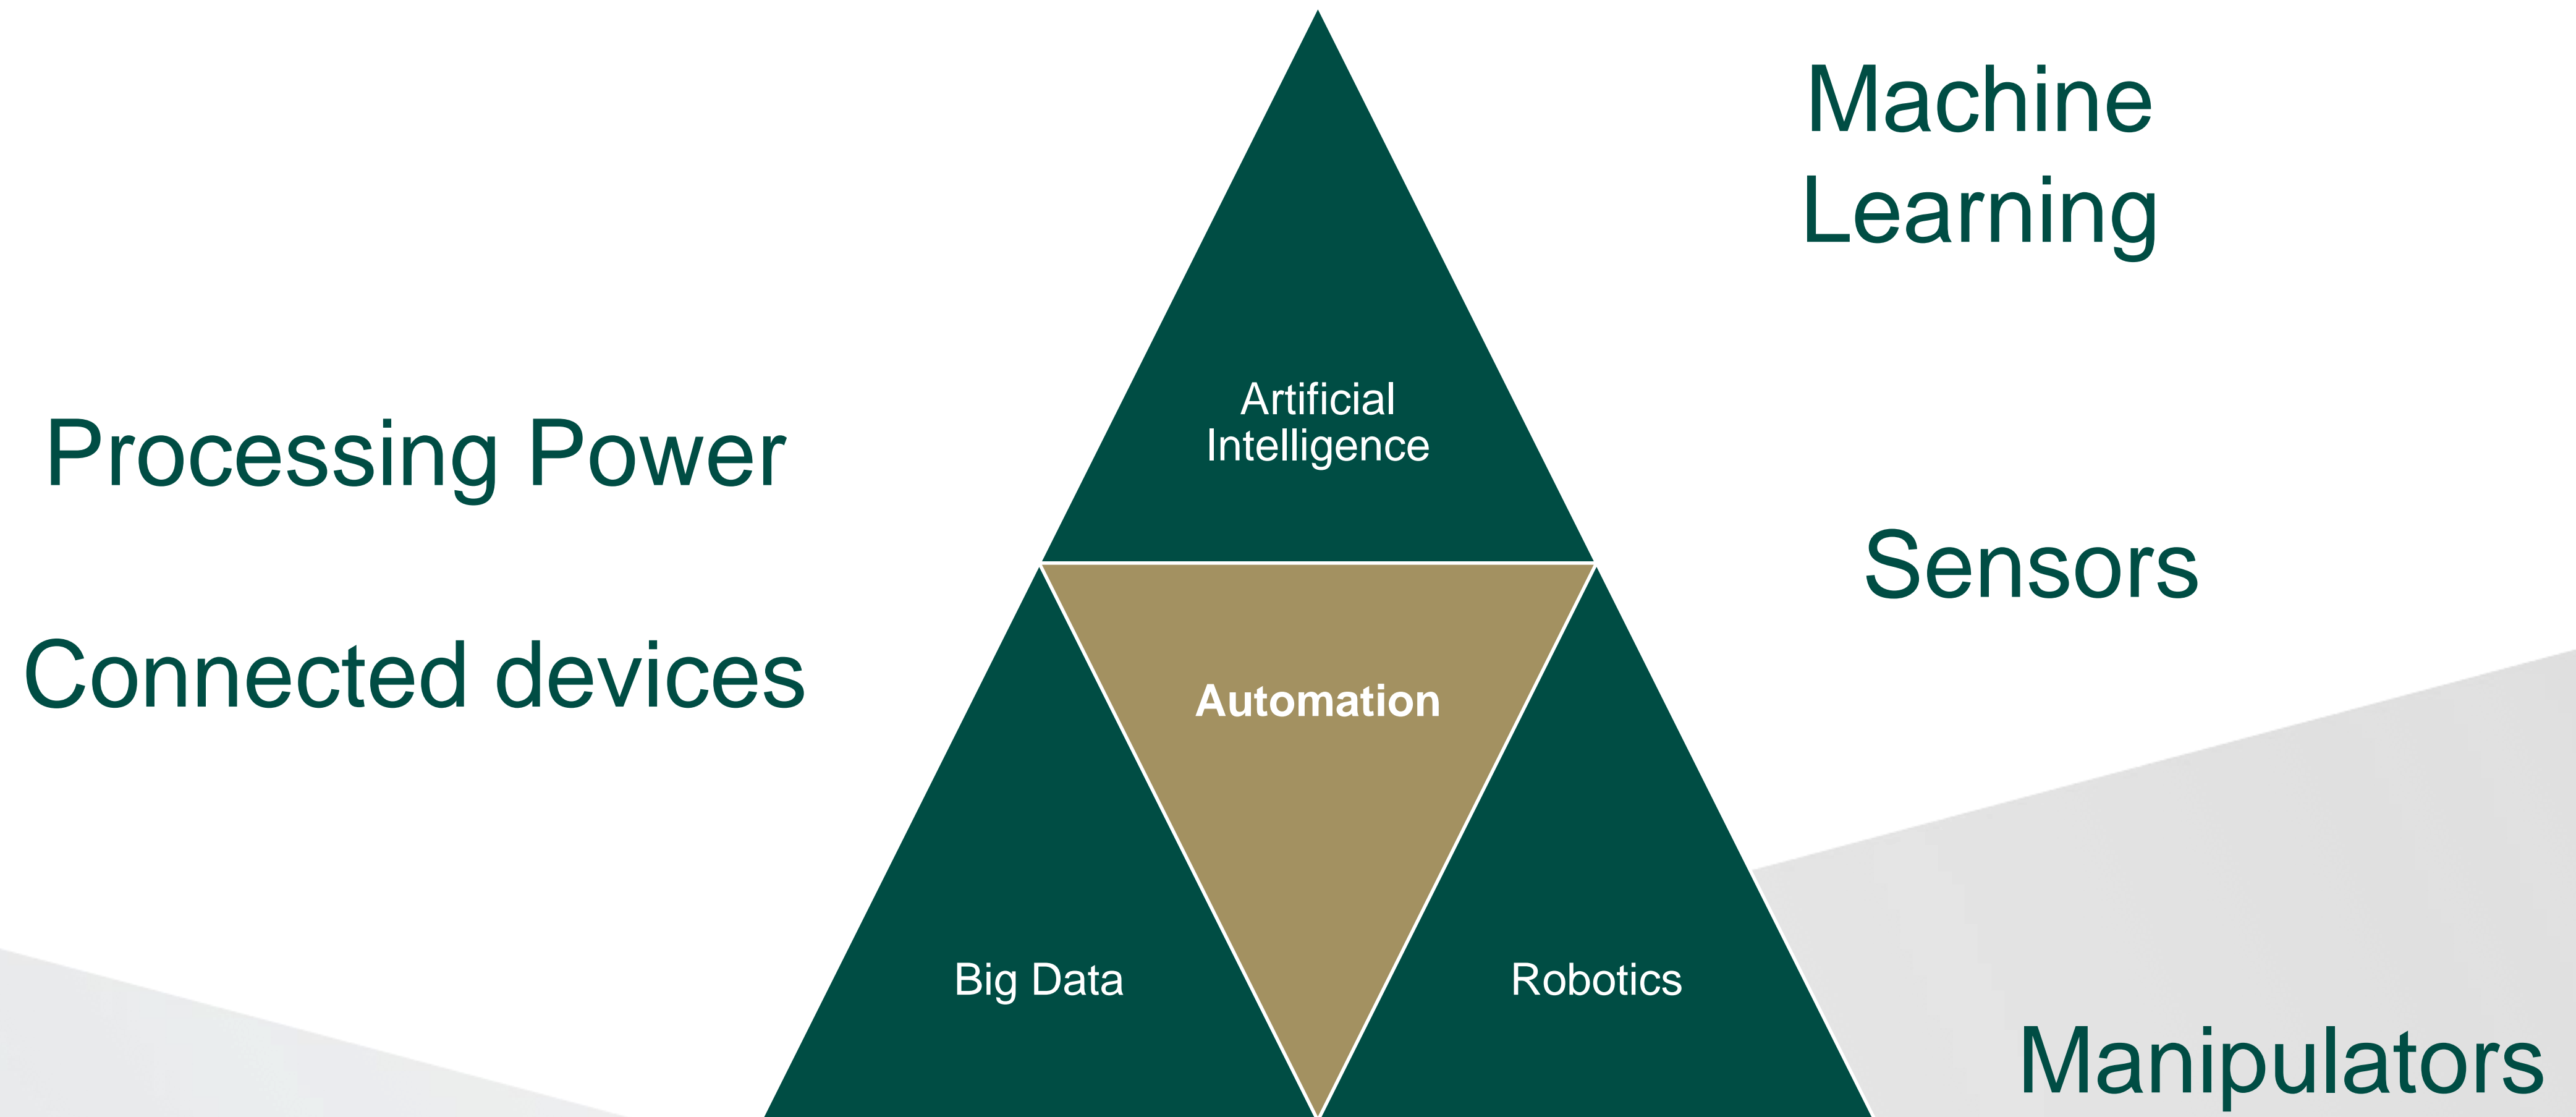 Machine
Learning
Artificial
Intelligence
Processing Power
Sensors
Connected devices
Automation
Big Data
Robotics
Manipulators